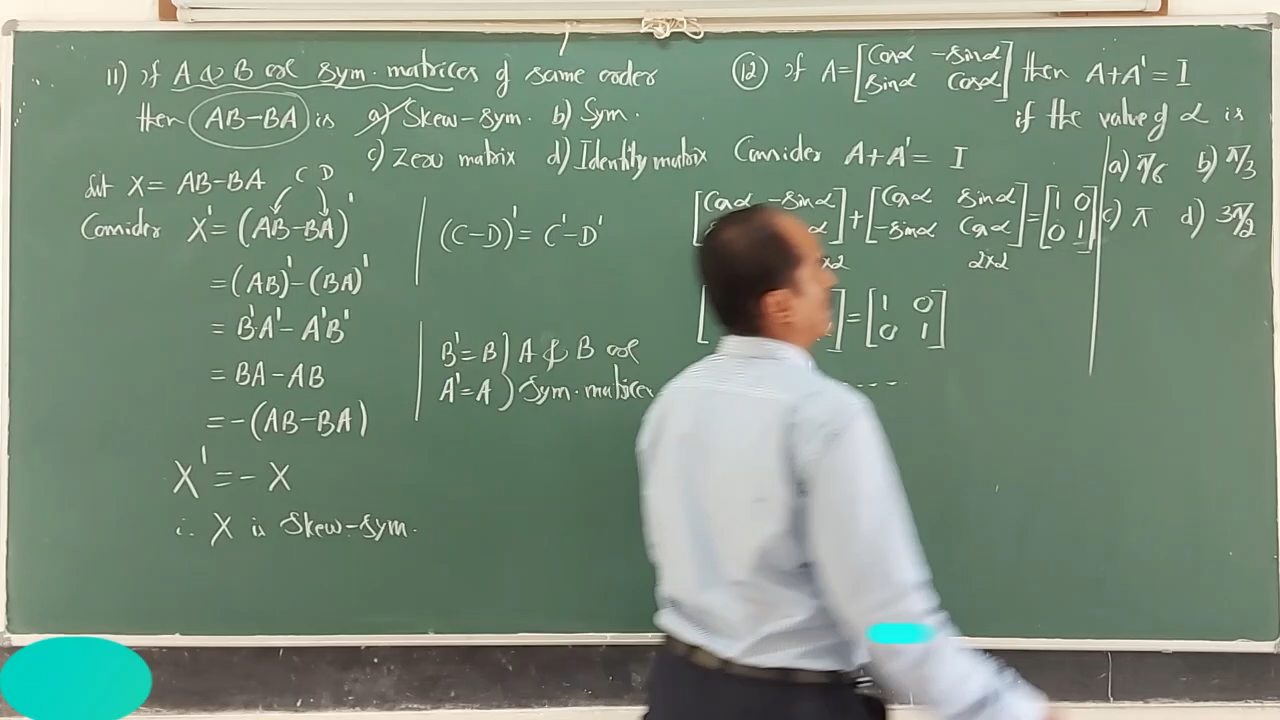 11) If A & B are sym. matrices of same order
then AB-BA is a) Skew-sym. b) Sym.
c) Zero matrix d) Identity matrix
Let X = AB-BA C D
Consider X' = (AB-BA)'
= (AB)' - (BA)'
= B'A' - A'B'
= BA - AB
= -(AB-BA)
X' = -X
∴ X is Skew-sym.
(C-D)' = C'-D'
B'=B } A & B are
A'=A } Sym. matrices
12 If A = [cosα -sinα; sinα cosα] then A+A' = I
if the value of α is
a) π/6 b) π/3
c) π d) 3π/2
Consider A+A' = I
[cosα -sinα
+ [cosα sinα; -sinα cosα] = [1 0; 0 1]
2×2
= [1 0; 0 1]